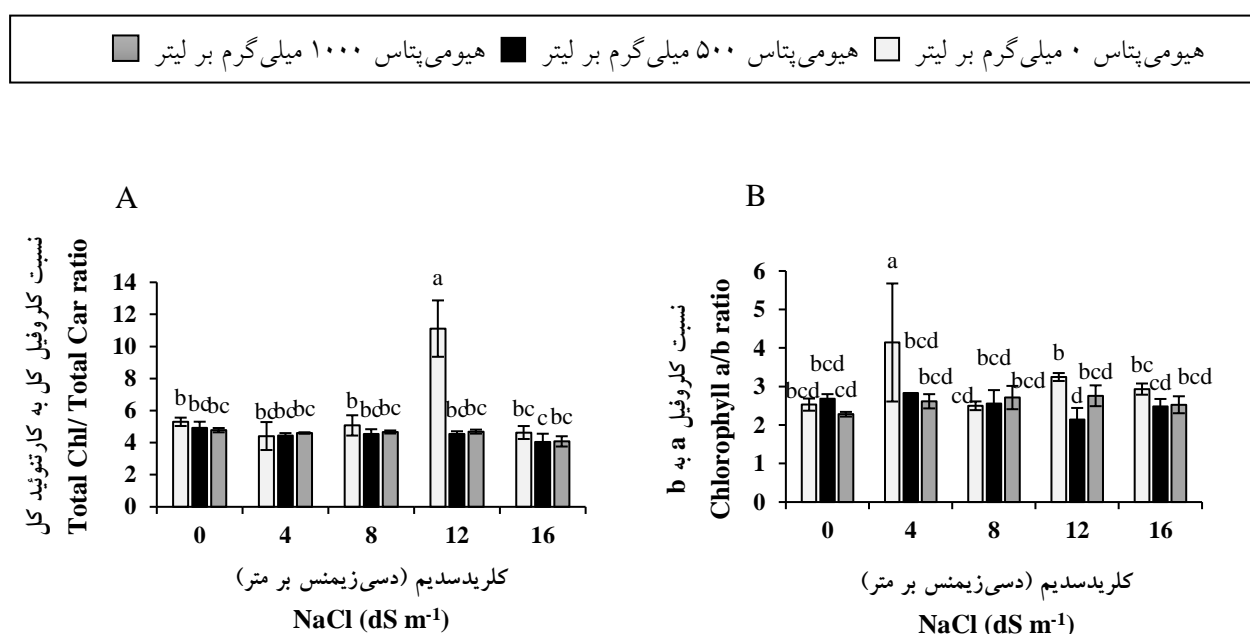 هیومی‌پتاس ۰ میلی‌گرم بر لیتر هیومی‌پتاس ۵۰۰ میلی‌گرم بر لیتر هیومی‌پتاس ۱۰۰۰ میلی‌گرم بر لیتر
A
نسبت کلروفیل کل به کارتنوئید کل
Total Chl/ Total Car ratio
14
12
10
8
6
4
2
0
b bc bc
bc bc bc
b bc bc
a bc bc
bc c bc
0 4 8 12 16
کلریدسدیم (دسی‌زیمنس بر متر)
NaCl (dS m-1)
B
نسبت کلروفیل a به b
Chlorophyll a/b ratio
6
5
4
3
2
1
0
bcd bcd cd
a bcd bcd
cd bcd bcd
b d bcd
bc cd bcd
0 4 8 12 16
کلریدسدیم (دسی‌زیمنس بر متر)
NaCl (dS m-1)